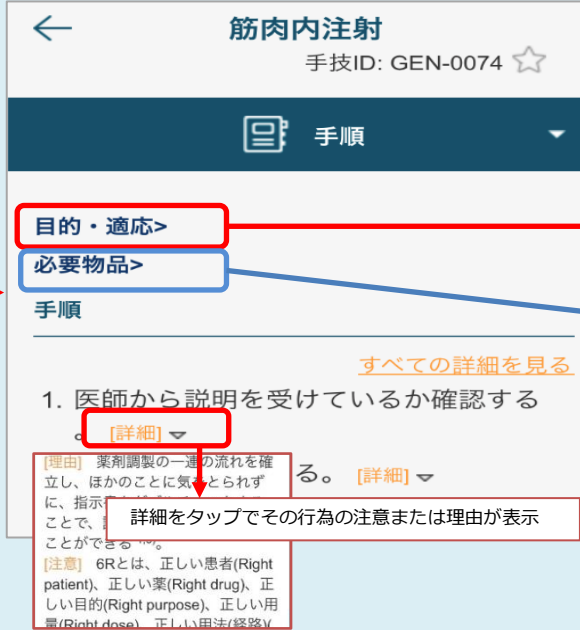 筋肉内注射
手技ID: GEN-0074
手順
目的・適応>
必要物品>
手順
すべての詳細を見る
1. 医師から説明を受けているか確認する
。 [詳細]
る。 [詳細]
[理由] 薬剤調製の一連の流れを確
立し、ほかのことに気をとられず
に、指示
ことで、
ことができる
詳細をタップでその行為の注意または理由が表示
[注意] 6Rとは、正しい患者(Right
patient)、正しい薬(Right drug)、正
しい目的(Right purpose)、正しい用
量(Right dose)、正しい用法(経路)(